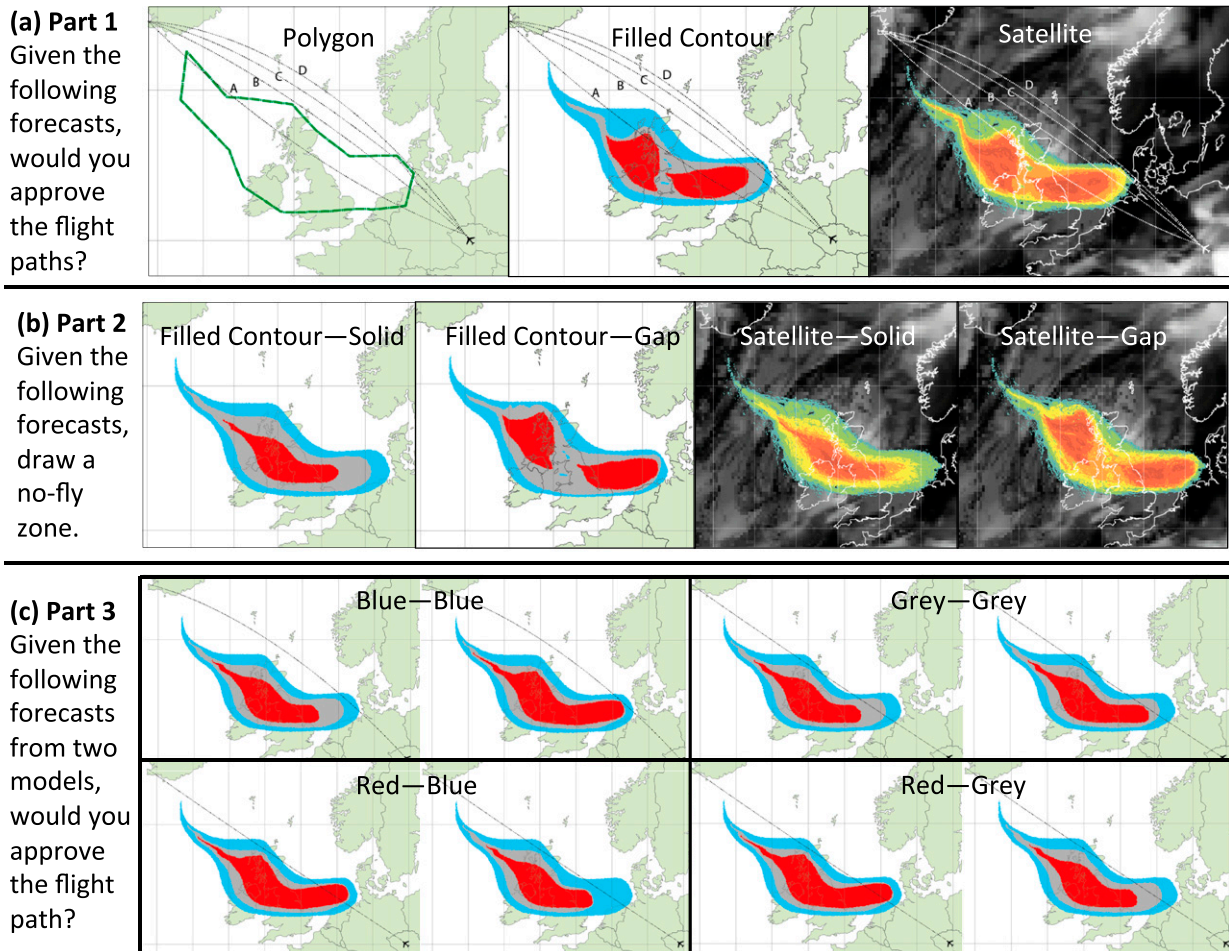 (a) Part 1
Given the
following
forecasts,
would you
approve
the flight
paths?
Polygon
A B C D
Filled Contour
A B C D
Satellite
A B C D
(b) Part 2
Given the
following
forecasts,
draw a
no-fly
zone.
Filled Contour—Solid
Filled Contour—Gap
Satellite—Solid
Satellite—Gap
(c) Part 3
Given the
following
forecasts
from two
models,
would you
approve
the flight
path?
Blue—Blue
Grey—Grey
Red—Blue
Red—Grey